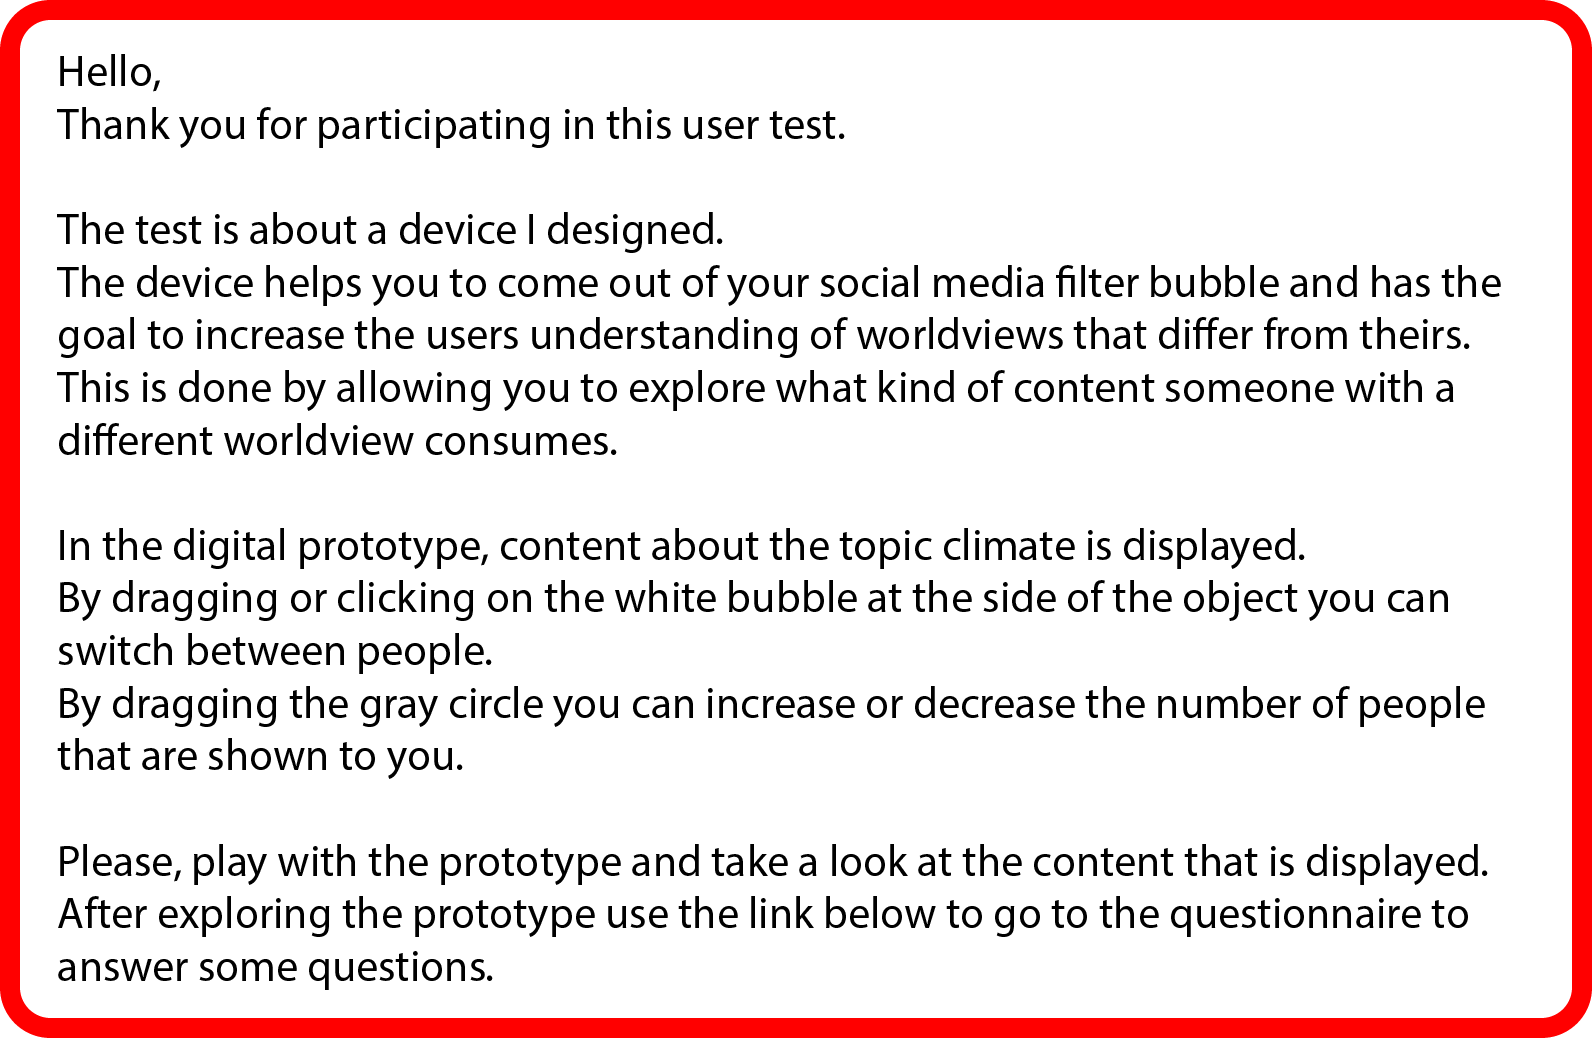 Hello,
Thank you for participating in this user test.
The test is about a device I designed.
The device helps you to come out of your social media filter bubble and has the
goal to increase the users understanding of worldviews that differ from theirs.
This is done by allowing you to explore what kind of content someone with a
different worldview consumes.
In the digital prototype, content about the topic climate is displayed.
By dragging or clicking on the white bubble at the side of the object you can
switch between people.
By dragging the gray circle you can increase or decrease the number of people
that are shown to you.
Please, play with the prototype and take a look at the content that is displayed.
After exploring the prototype use the link below to go to the questionnaire to
answer some questions.